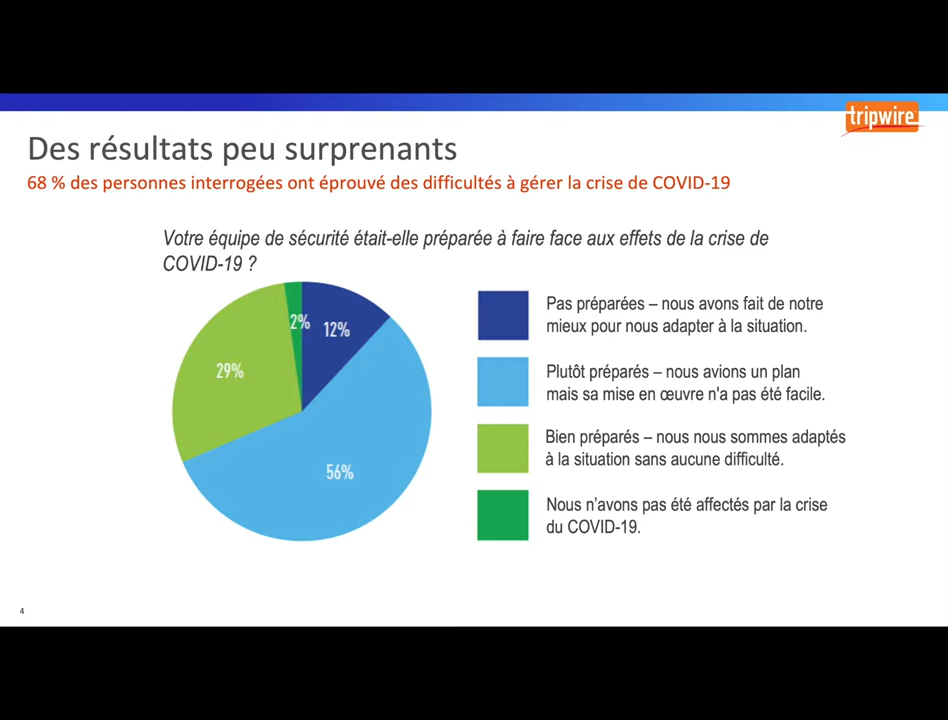 tripwire
Des résultats peu surprenants
68 % des personnes interrogées ont éprouvé des difficultés à gérer la crise de COVID-19
Votre équipe de sécurité était-elle préparée à faire face aux effets de la crise de
COVID-19 ?
2%
12%
29%
56%
Pas préparées – nous avons fait de notre
mieux pour nous adapter à la situation.
Plutôt préparés – nous avions un plan
mais sa mise en œuvre n'a pas été facile.
Bien préparés – nous nous sommes adaptés
à la situation sans aucune difficulté.
Nous n'avons pas été affectés par la crise
du COVID-19.
4